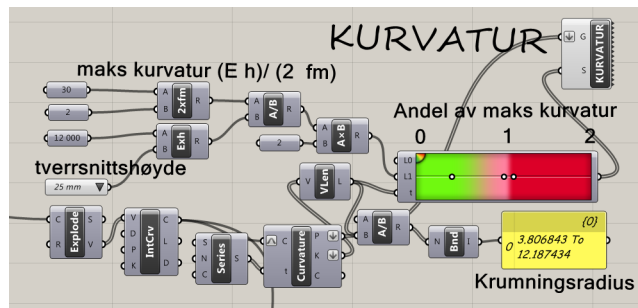 KURVATUR
G
S
KURVATUR
maks kurvatur (E h)/ (2 fm)
30
2
12 000
A
B
2xfm
R
A
B
Exh
R
A
B
A/B
R
2
A
B
AxB
R
Andel av maks kurvatur
0 1 2
L0
L1
t
tverrsnittshøyde
25 mm
V
VLen
L
C
R
Explode
S
V
V
D
P
K
IntCrv
C
L
D
S
N
C
Series
S
C
t
Curvature
P
K
C
A
B
A/B
R
N
Bnd
I
{0}
0 3.806843 To
12.187434
Krumningsradius